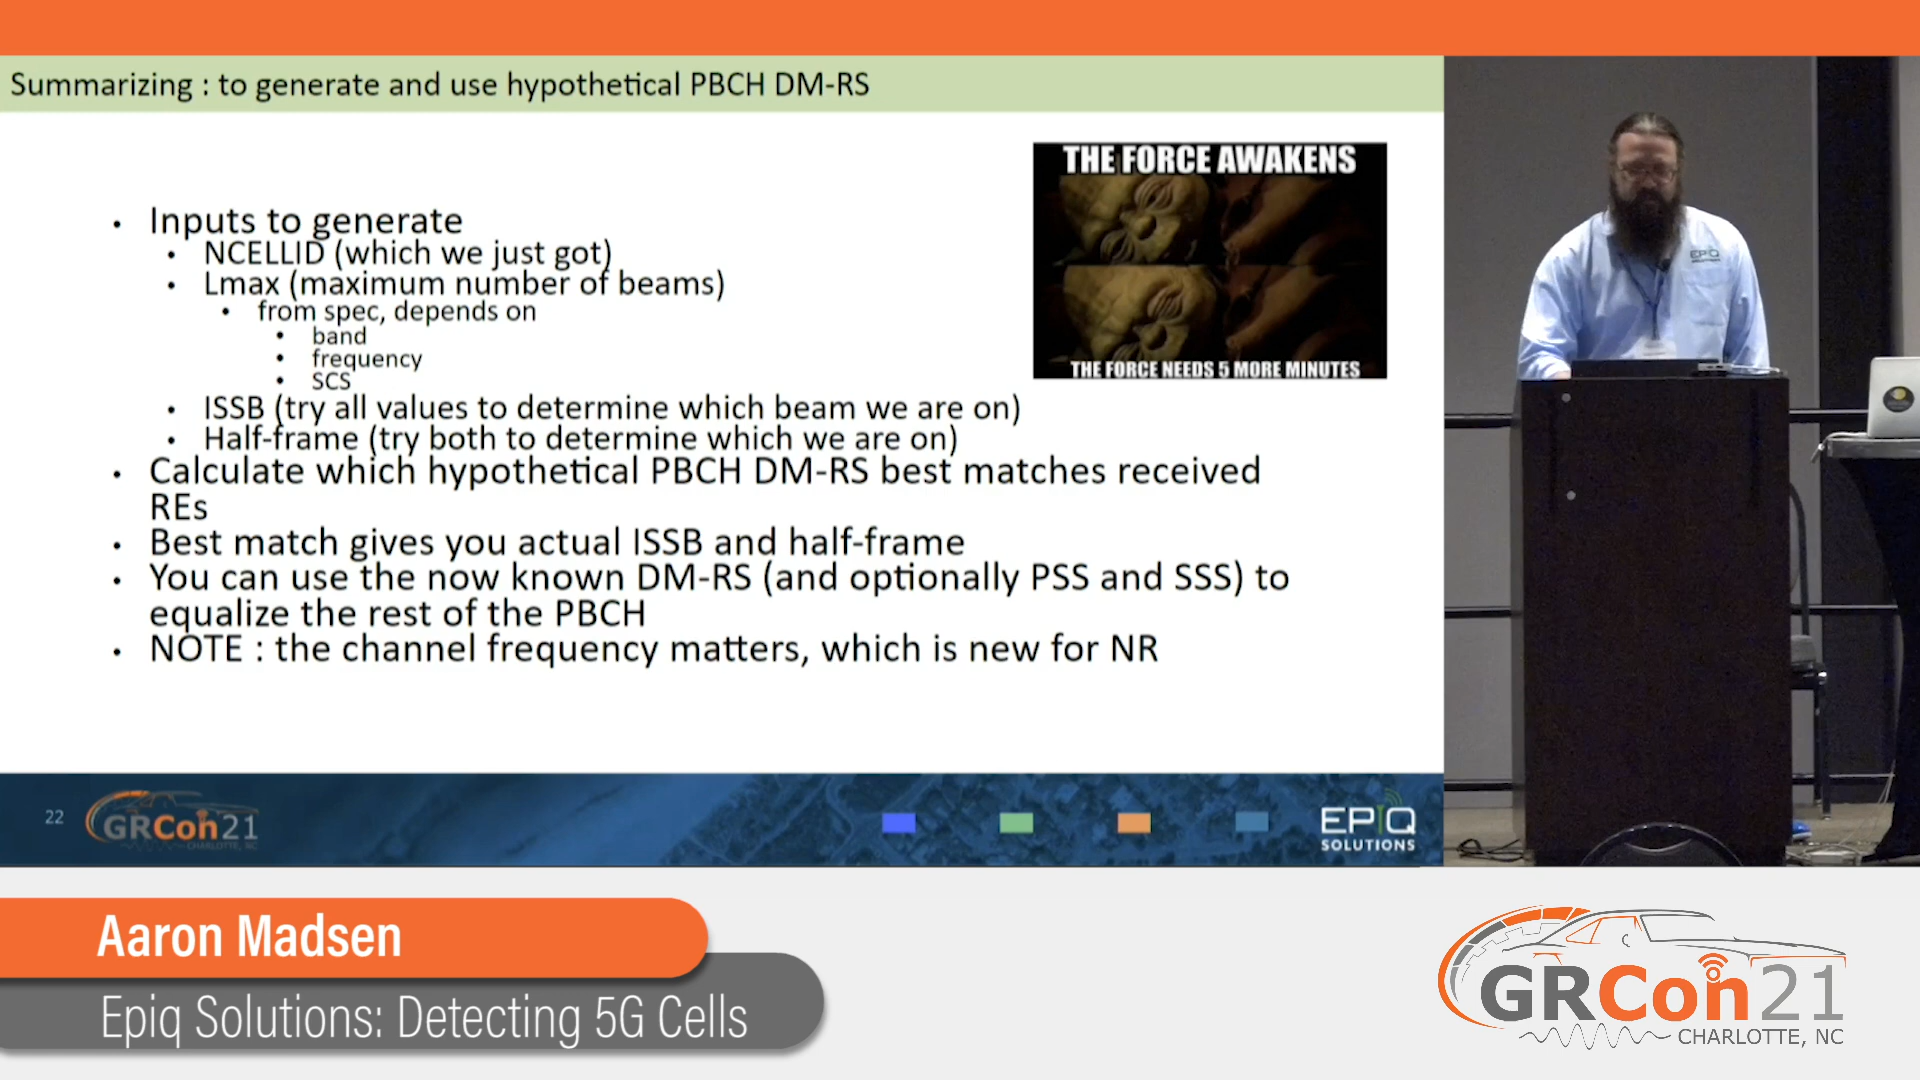 Summarizing : to generate and use hypothetical PBCH DM-RS
THE FORCE AWAKENS
THE FORCE NEEDS 5 MORE MINUTES
• Inputs to generate
• NCELLID (which we just got)
• Lmax (maximum number of beams)
• from spec, depends on
• band
• frequency
• SCS
• ISSB (try all values to determine which beam we are on)
• Half-frame (try both to determine which we are on)
• Calculate which hypothetical PBCH DM-RS best matches received
REs
• Best match gives you actual ISSB and half-frame
• You can use the now known DM-RS (and optionally PSS and SSS) to
equalize the rest of the PBCH
• NOTE : the channel frequency matters, which is new for NR
22
GRCon21
CHARLOTTE, NC
EPIQ
SOLUTIONS
EPIQ
SOLUTIONS
Aaron Madsen
Epiq Solutions: Detecting 5G Cells
GRCon21
CHARLOTTE, NC